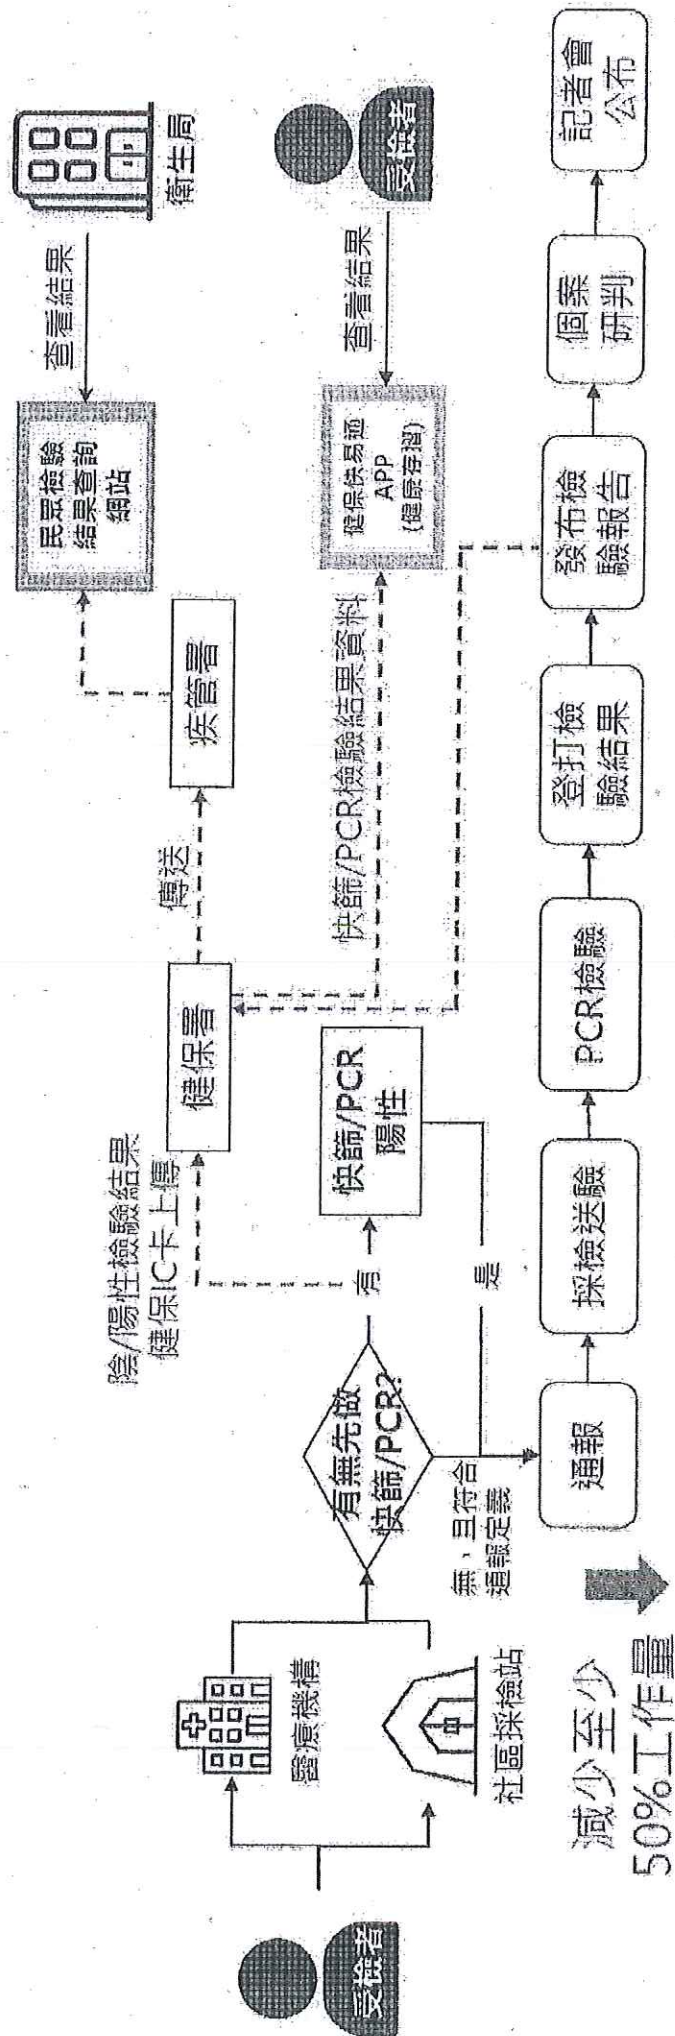 受檢者
醫療機構
社區採檢站
減少至少
50%工作量
有無先做
快篩/PCR?
有
無、且符合
通報定義
陰/陽性檢驗結果
健保IC卡上傳
快篩/PCR
陽性
是
健保署
傳送
疾管署
快篩/PCR檢驗結果資料
民眾檢驗
結果查詢
網站
查看結果
衛生局
健保快易通
APP
(健康存摺)
查看結果
受檢者
通報
採檢送驗
PCR檢驗
登打檢
驗結果
發布檢
驗報告
個案
研判
記者會
公布